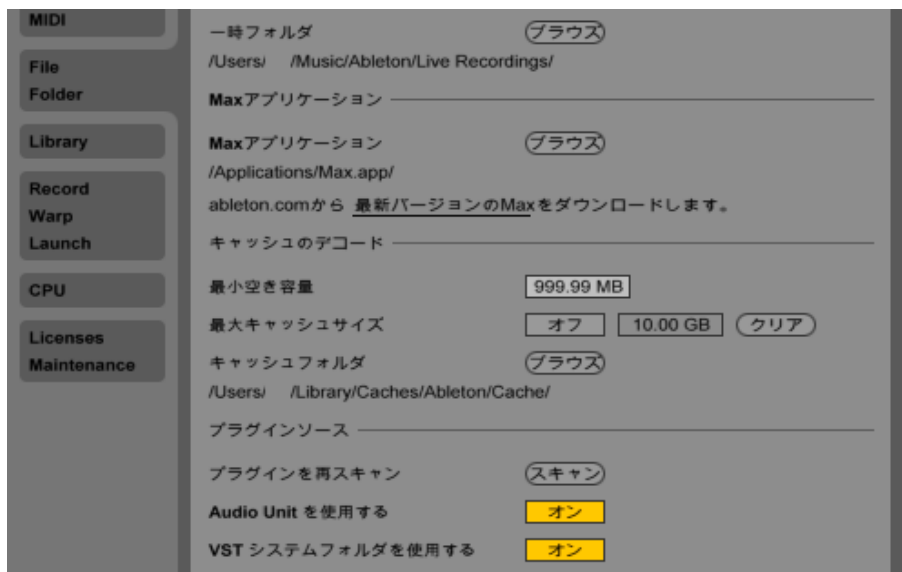 MIDI
File
Folder
Library
Record
Warp
Launch
CPU
Licenses
Maintenance
一時フォルダ ブラウズ
/Users/ /Music/Ableton/Live Recordings/
Maxアプリケーション
Maxアプリケーション ブラウズ
/Applications/Max.app/
ableton.comから 最新バージョンのMaxをダウンロードします。
キャッシュのデコード
最小空き容量 999.99 MB
最大キャッシュサイズ オフ 10.00 GB クリア
キャッシュフォルダ ブラウズ
/Users/ /Library/Caches/Ableton/Cache/
プラグインソース
プラグインを再スキャン スキャン
Audio Unit を使用する オン
VST システムフォルダを使用する オン